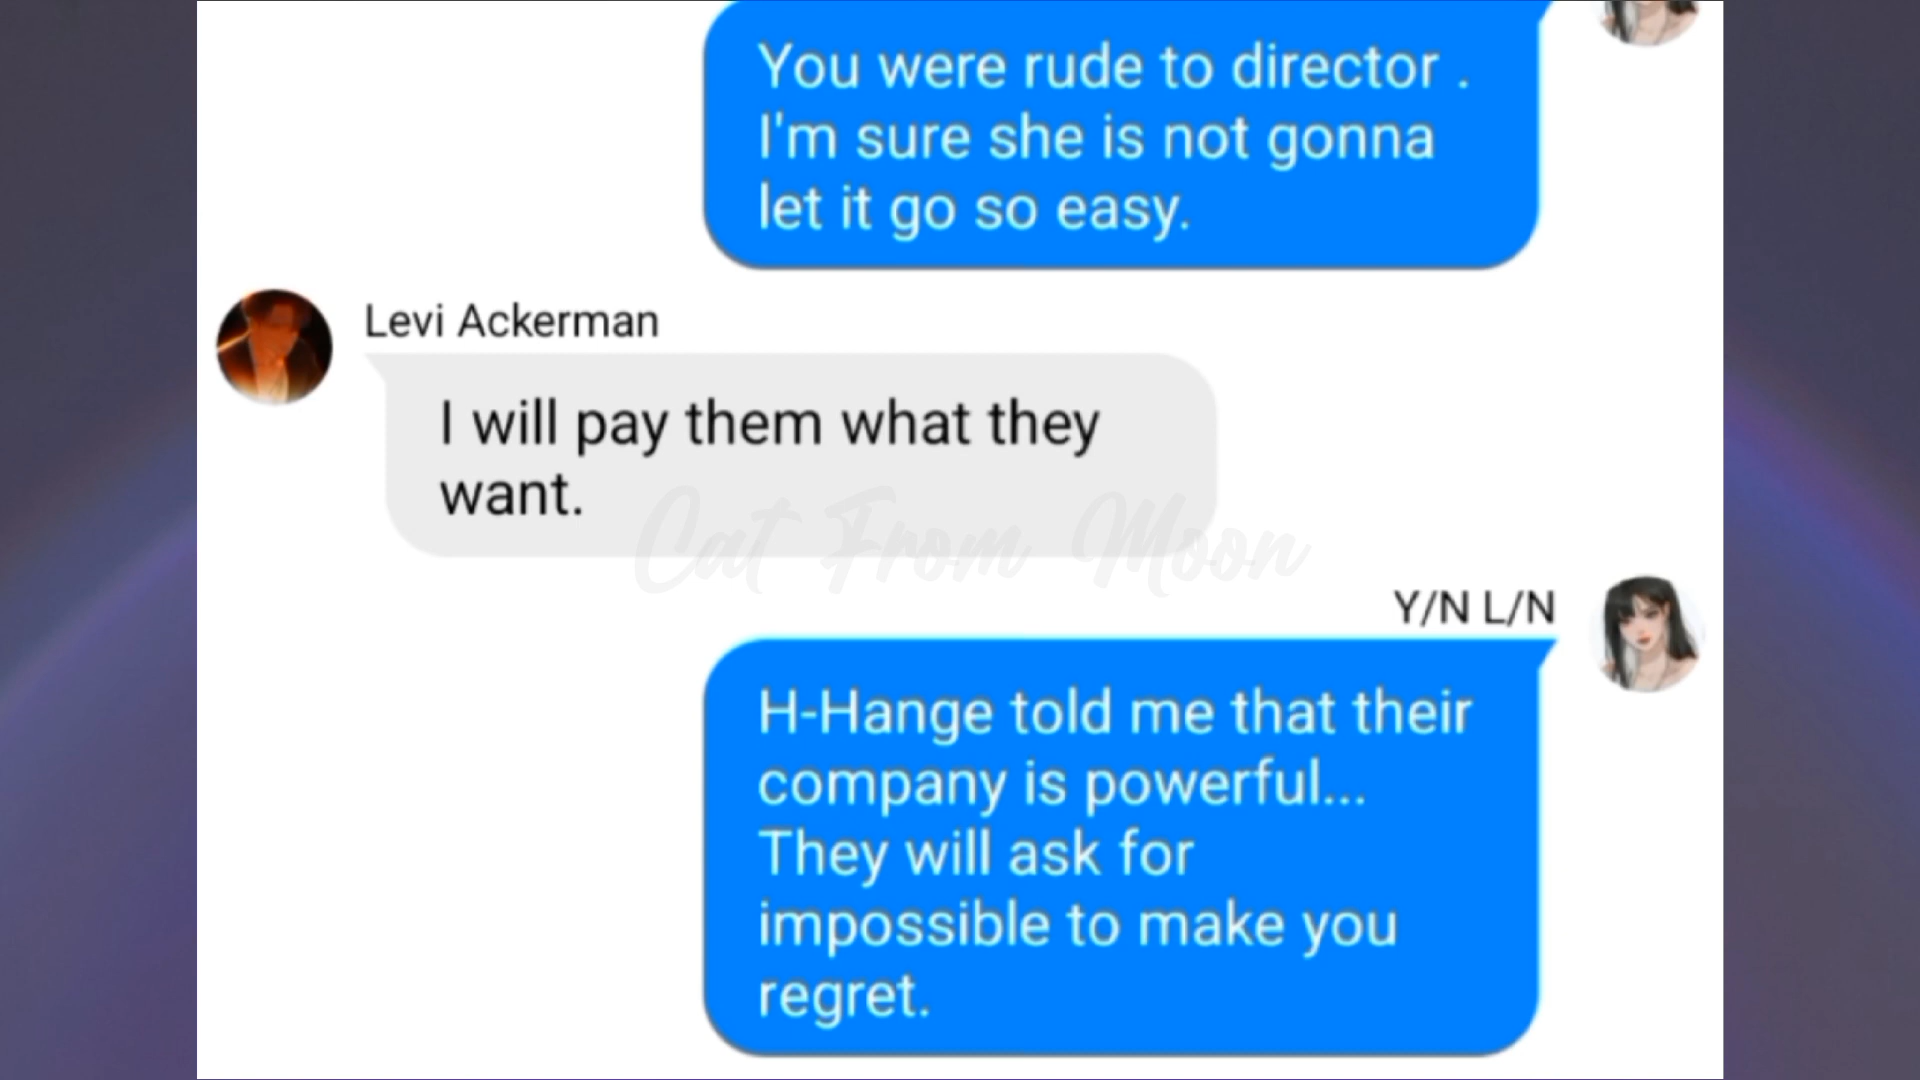 You were rude to director .
I'm sure she is not gonna
let it go so easy.
Levi Ackerman
I will pay them what they
want.
Cat From Moon
Y/N L/N
H-Hange told me that their
company is powerful...
They will ask for
impossible to make you
regret.